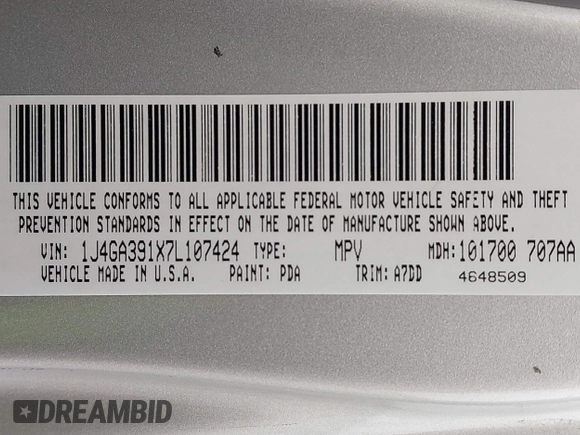 THIS VEHICLE CONFORMS TO ALL APPLICABLE FEDERAL MOTOR VEHICLE SAFETY AND THEFT
PREVENTION STANDARDS IN EFFECT ON THE DATE OF MANUFACTURE SHOWN ABOVE.
VIN: 1J4GA391X7L107424 TYPE: MPV MDH:101700 707AA
VEHICLE MADE IN U.S.A. PAINT: PDA TRIM: A7DD 4648509
DREAMBID